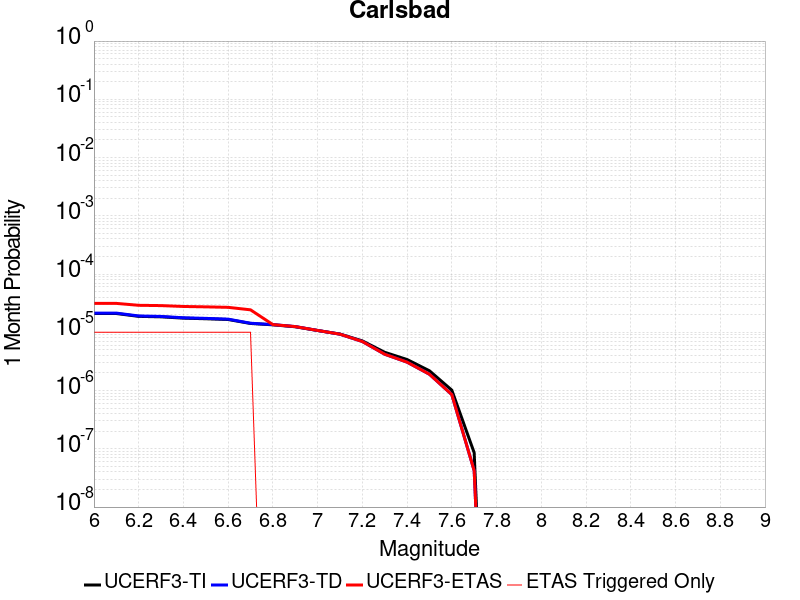 Carlsbad
10^0
10^-1
10^-2
10^-3
10^-4
10^-5
10^-6
10^-7
10^-8
1 Month Probability
6 6.2 6.4 6.6 6.8 7 7.2 7.4 7.6 7.8 8 8.2 8.4 8.6 8.8 9
Magnitude
UCERF3-TI UCERF3-TD UCERF3-ETAS ETAS Triggered Only